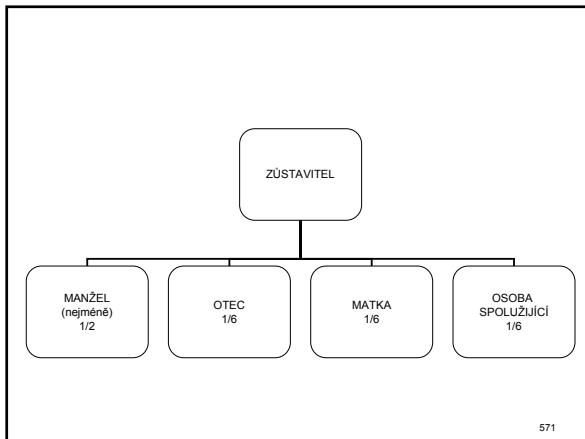 ZŮSTAVITEL
MANŽEL
(nejméně)
1/2
OTEC
1/6
MATKA
1/6
OSOBA
SPOLUŽIJÍCÍ
1/6
571